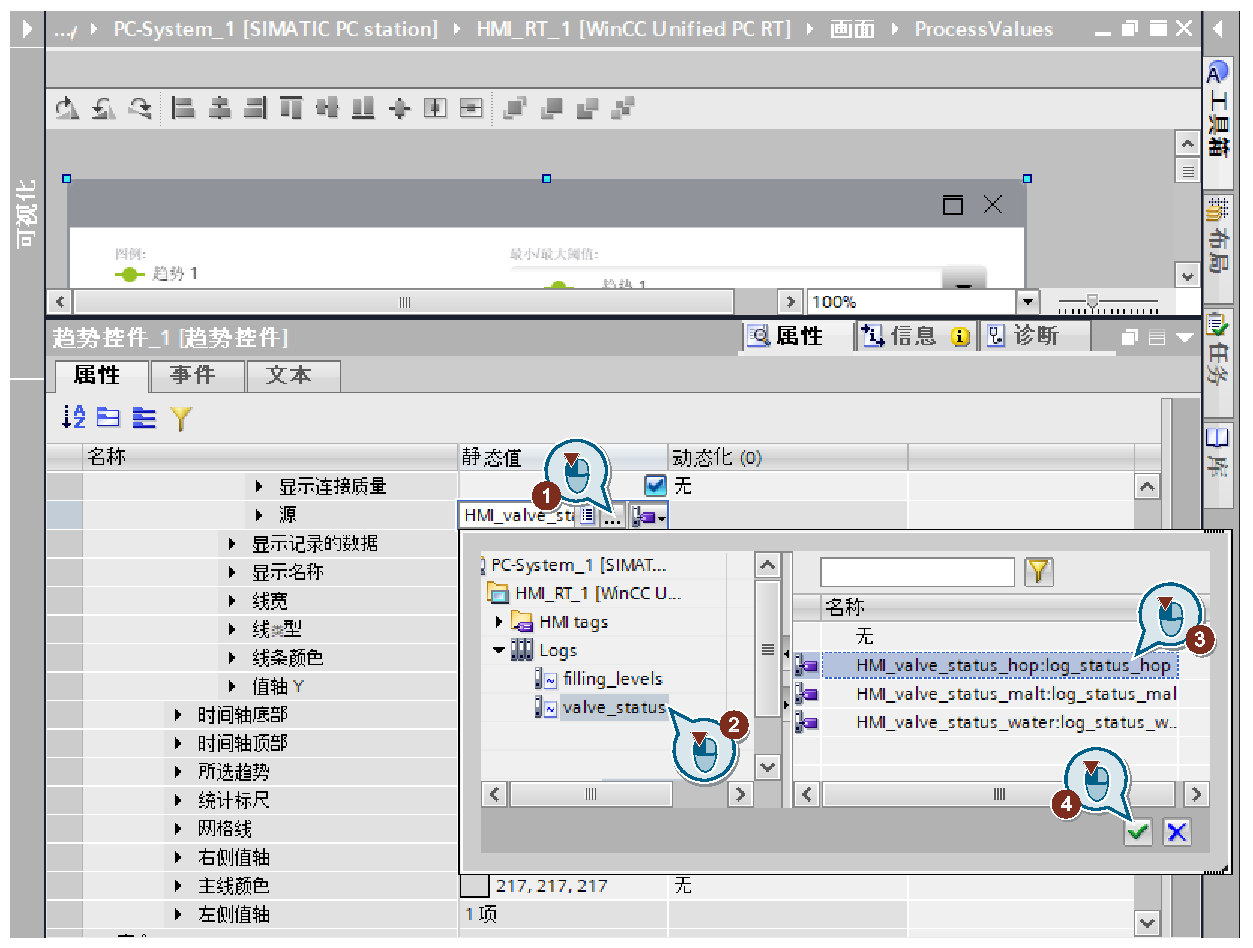 .../ ▸ PC-System_1 [SIMATIC PC station] ▸ HMI_RT_1 [WinCC Unified PC RT] ▸ 画面 ▸ ProcessValues
可视化
图例:
趋势 1
最小/最大阈值:
趋势 1
100%
趋势控件_1 [趋势控件]
属性
信息
诊断
属性
事件
文本
名称
静态值
动态化 (0)
显示连接质量
无
1
源
HMI_valve_st
...
显示记录的数据
显示名称
线宽
线类型
线条颜色
值轴 Y
时间轴底部
时间轴顶部
所选趋势
统计标尺
网格线
右侧值轴
主线颜色
217, 217, 217
无
左侧值轴
1 项
PC-System_1 [SIMAT...
HMI_RT_1 [WinCC U...
HMI tags
Logs
filling_levels
valve_status
2
名称
无
3
HMI_valve_status_hop:log_status_hop
HMI_valve_status_malt:log_status_mal
HMI_valve_status_water:log_status_w...
4
工具箱
布局
任务
库